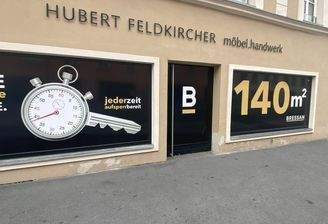 HUBERT FELDKIRCHER möbel.handwerk
E
E.
jederzeit
aufsperrbereit
B
140m²
BRESSAN